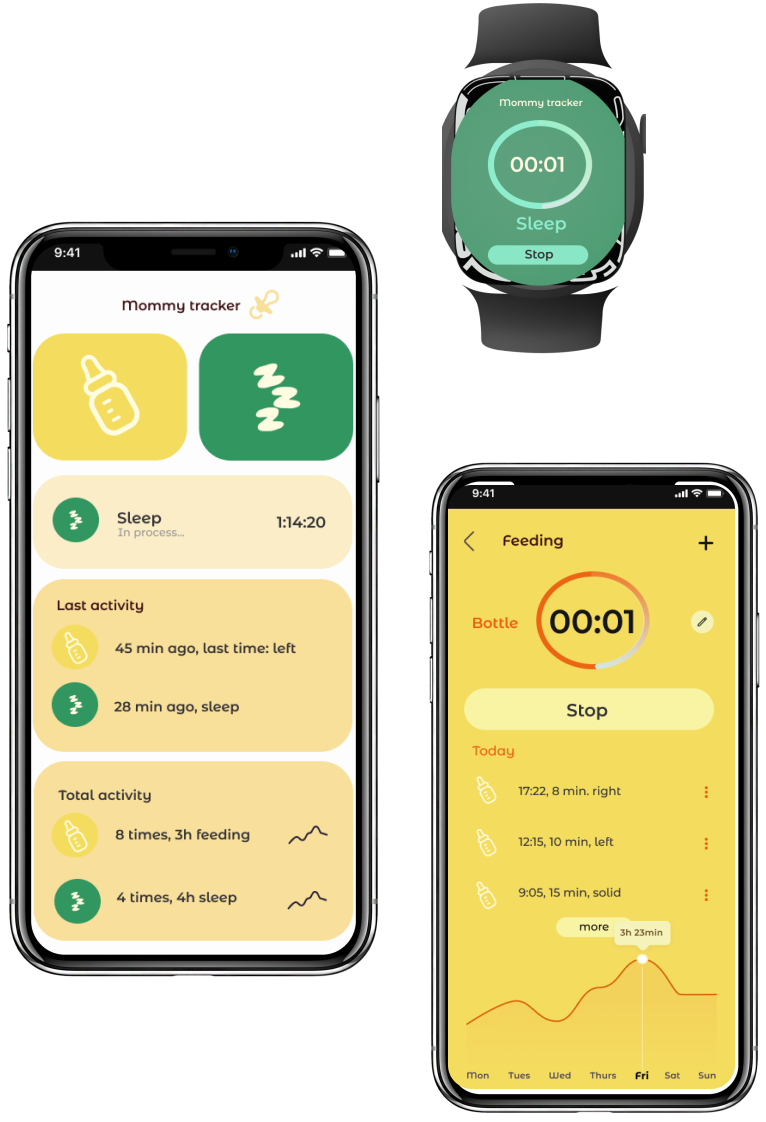 Mommy tracker
00:01
Sleep
Stop
9:41
Mommy tracker
Sleep
In process...
1:14:20
Last activity
45 min ago, last time: left
28 min ago, sleep
Total activity
8 times, 3h feeding
4 times, 4h sleep
9:41
Feeding
+
Bottle
00:01
Stop
Today
17:22, 8 min. right
12:15, 10 min, left
9:05, 15 min, solid
more
3h 23min
Mon Tues Wed Thurs Fri Sat Sun